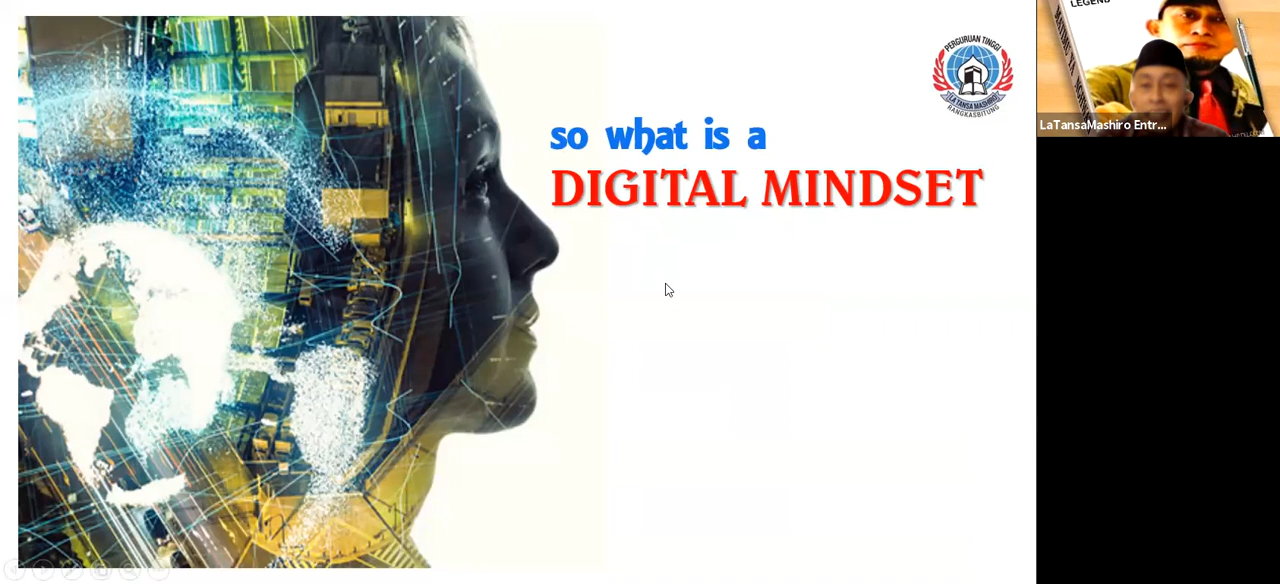 so what is a
DIGITAL MINDSET
PERGURUAN TINGGI
LA TANSA MASHIRO
RANGKASBITUNG
LEGEND
LaTansaMashiro Entr...